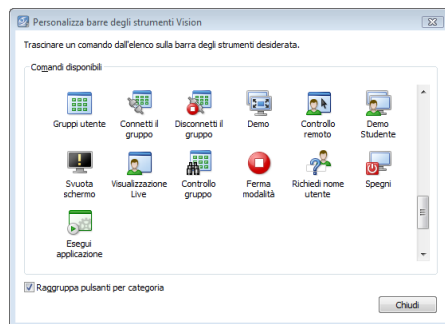 Personalizza barre degli strumenti Vision
Trascinare un comando dall'elenco sulla barra degli strumenti desiderata.
Comandi disponibili
Gruppi utente
Connetti il
gruppo
Disconnetti il
gruppo
Demo
Controllo
remoto
Demo
Studente
Svuota
schermo
Visualizzazione
Live
Controllo
gruppo
Ferma
modalità
Richiedi nome
utente
Spegni
Esegui
applicazione
Raggruppa pulsanti per categoria
Chiudi